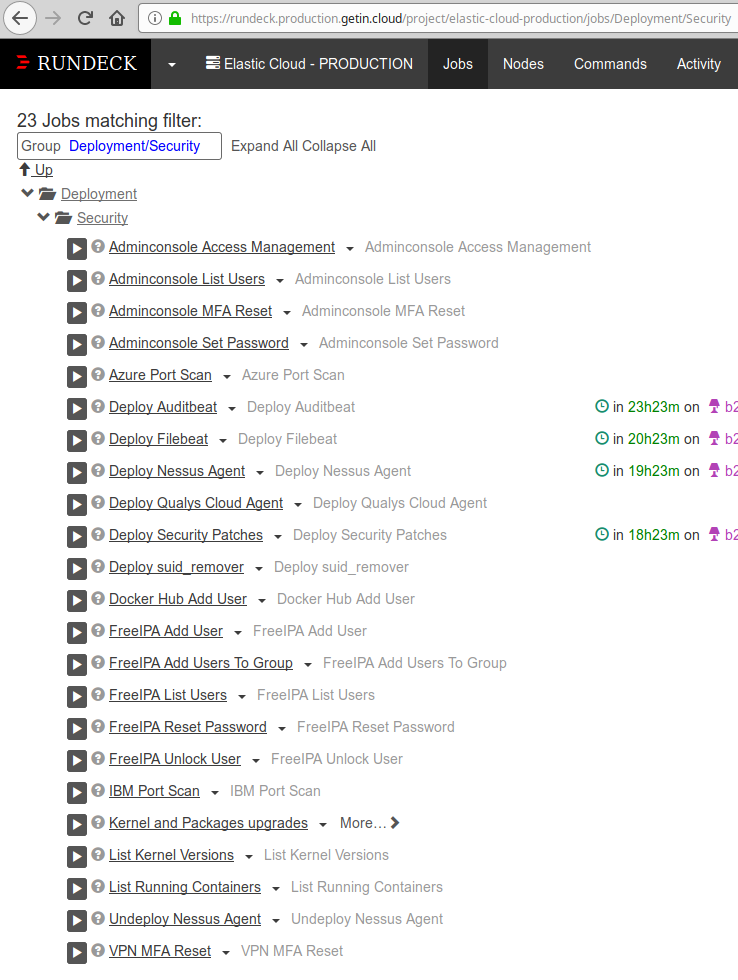 https://rundeck.production.getin.cloud/project/elastic-cloud-production/jobs/Deployment/Security
RUNDECK Elastic Cloud - PRODUCTION Jobs Nodes Commands Activity
23 Jobs matching filter:
Group Deployment/Security Expand All Collapse All
Up
Deployment
Security
Adminconsole Access Management Adminconsole Access Management
Adminconsole List Users Adminconsole List Users
Adminconsole MFA Reset Adminconsole MFA Reset
Adminconsole Set Password Adminconsole Set Password
Azure Port Scan Azure Port Scan
Deploy Auditbeat Deploy Auditbeat in 23h23m on b2
Deploy Filebeat Deploy Filebeat in 20h23m on b2
Deploy Nessus Agent Deploy Nessus Agent in 19h23m on b2
Deploy Qualys Cloud Agent Deploy Qualys Cloud Agent
Deploy Security Patches Deploy Security Patches in 18h23m on b2
Deploy suid_remover Deploy suid_remover
Docker Hub Add User Docker Hub Add User
FreeIPA Add User FreeIPA Add User
FreeIPA Add Users To Group FreeIPA Add Users To Group
FreeIPA List Users FreeIPA List Users
FreeIPA Reset Password FreeIPA Reset Password
FreeIPA Unlock User FreeIPA Unlock User
IBM Port Scan IBM Port Scan
Kernel and Packages upgrades More…
List Kernel Versions List Kernel Versions
List Running Containers List Running Containers
Undeploy Nessus Agent Undeploy Nessus Agent
VPN MFA Reset VPN MFA Reset